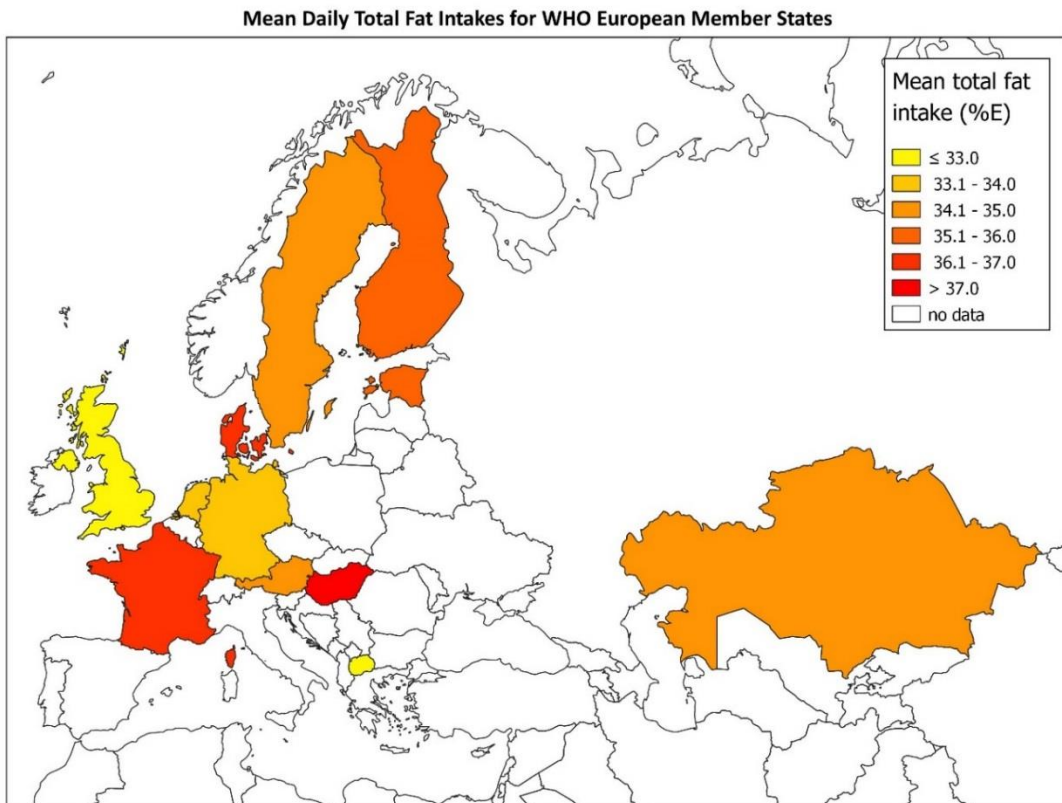 Mean Daily Total Fat Intakes for WHO European Member States
Mean total fat
intake (%E)
≤ 33.0
33.1 - 34.0
34.1 - 35.0
35.1 - 36.0
36.1 - 37.0
> 37.0
no data